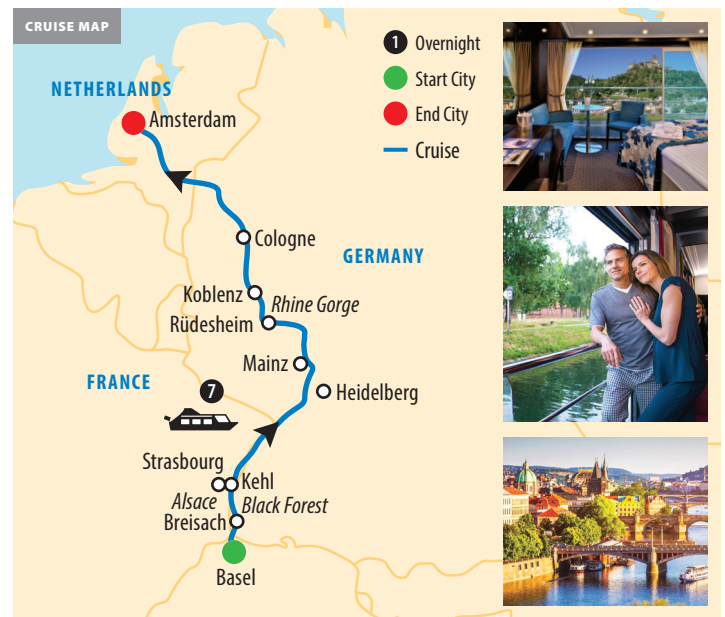 CRUISE MAP
1 Overnight
Start City
End City
Cruise
NETHERLANDS
Amsterdam
Cologne
GERMANY
Koblenz
Rhine Gorge
Rüdesheim
Mainz
FRANCE
7
Heidelberg
Strasbourg
Kehl
Alsace
Black Forest
Breisach
Basel